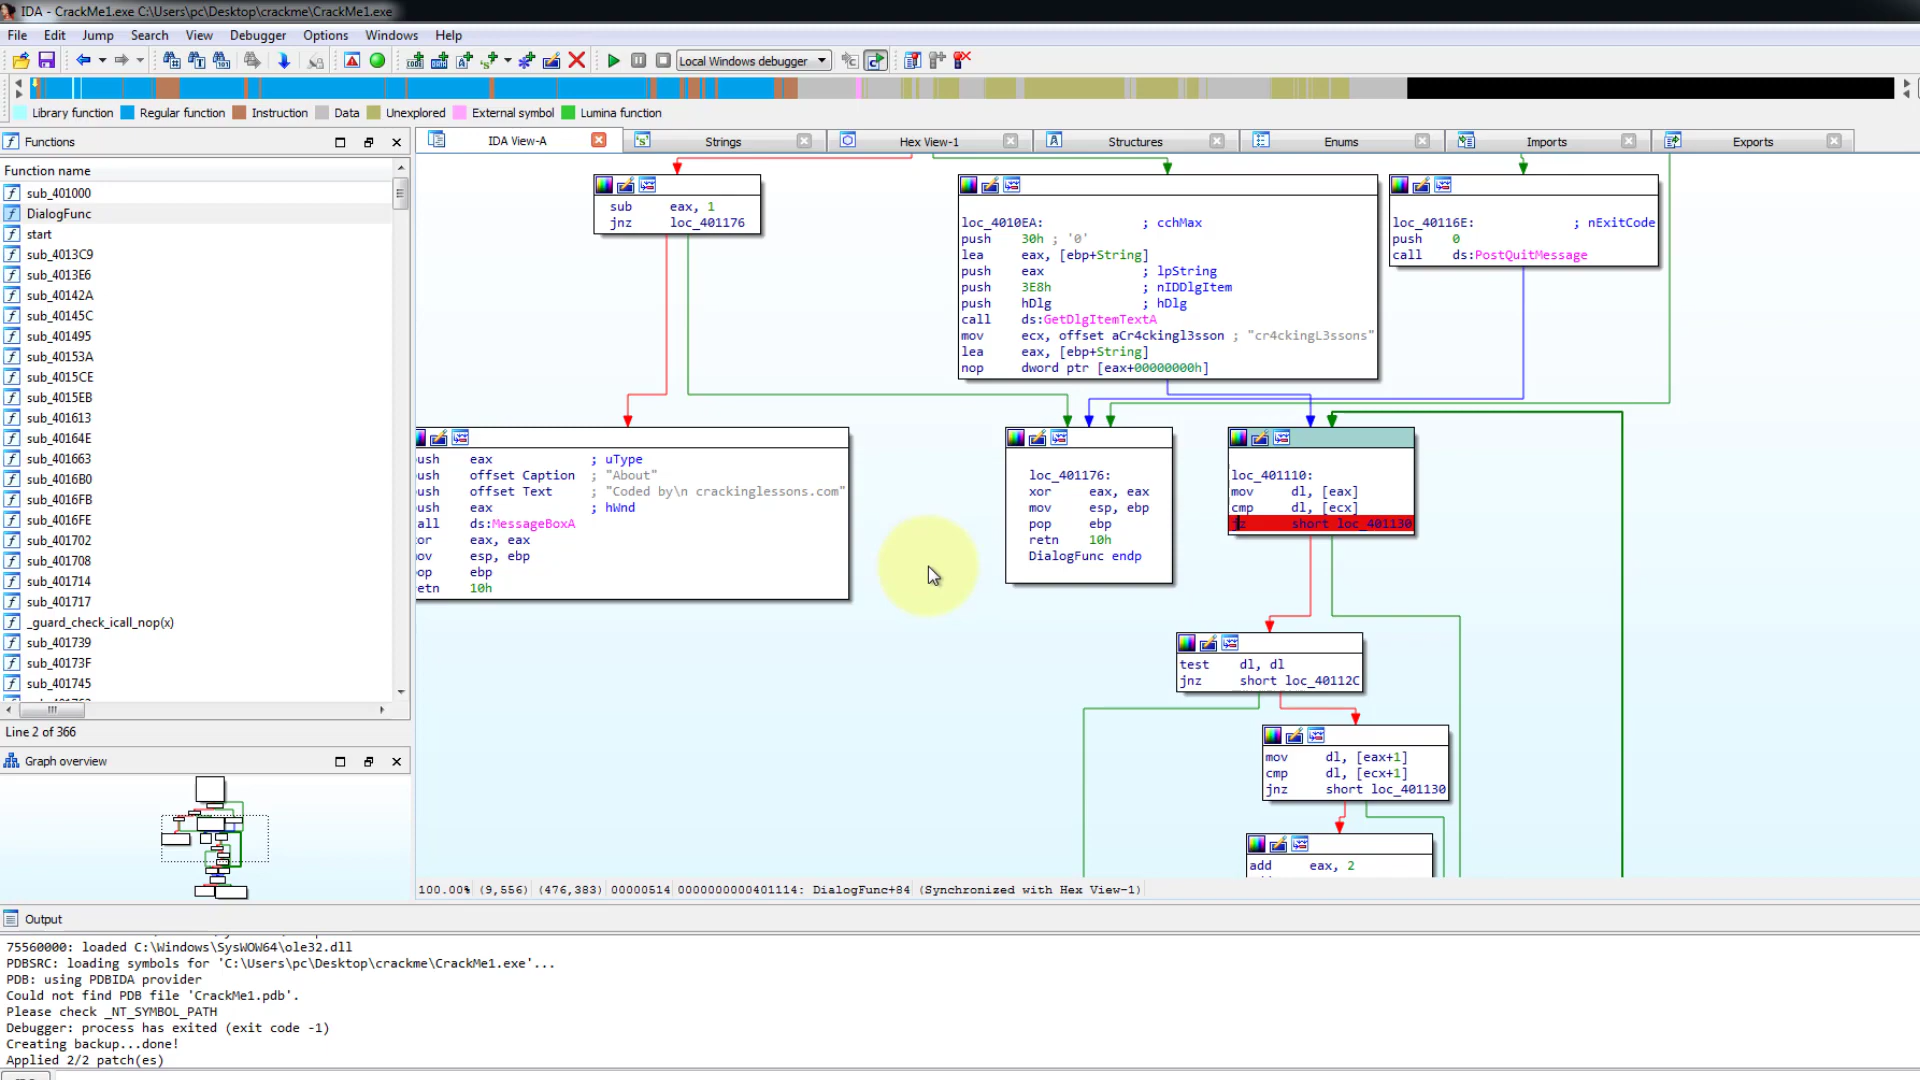 IDA - CrackMe1.exe C:\Users\pc\Desktop\crackme\CrackMe1.exe
File Edit Jump Search View Debugger Options Windows Help
Local Windows debugger
Library function Regular function Instruction Data Unexplored External symbol Lumina function
Functions
Function name
sub_401000
DialogFunc
start
sub_4013C9
sub_4013E6
sub_40142A
sub_40145C
sub_401495
sub_40153A
sub_4015CE
sub_4015EB
sub_401613
sub_40164E
sub_401663
sub_4016B0
sub_4016FB
sub_4016FE
sub_401702
sub_401708
sub_401714
sub_401717
_guard_check_icall_nop(x)
sub_401739
sub_40173F
sub_401745
Line 2 of 366
Graph overview
IDA View-A Strings Hex View-1 Structures Enums Imports Exports
sub eax, 1
jnz loc_401176
loc_4010EA: ; cchMax
push 30h ; '0'
lea eax, [ebp+String]
push eax ; lpString
push 3E8h ; nIDDlgItem
push hDlg ; hDlg
call ds:GetDlgItemTextA
mov ecx, offset aCr4ckingl3sson ; "cr4ckingL3ssons"
lea eax, [ebp+String]
nop dword ptr [eax+00000000h]
loc_40116E: ; nExitCode
push 0
call ds:PostQuitMessage
ush eax ; uType
ush offset Caption ; "About"
ush offset Text ; "Coded by\n crackinglessons.com"
ush eax ; hWnd
all ds:MessageBoxA
or eax, eax
ov esp, ebp
op ebp
etn 10h
loc_401176:
xor eax, eax
mov esp, ebp
pop ebp
retn 10h
DialogFunc endp
loc_401110:
mov dl, [eax]
cmp dl, [ecx]
jz short loc_401130
test dl, dl
jnz short loc_40112C
mov dl, [eax+1]
cmp dl, [ecx+1]
jnz short loc_401130
add eax, 2
100.00% (9,556) (476,383) 00000514 0000000000401114: DialogFunc+84 (Synchronized with Hex View-1)
Output
75560000: loaded C:\Windows\SysWOW64\ole32.dll
PDBSRC: loading symbols for 'C:\Users\pc\Desktop\crackme\CrackMe1.exe'...
PDB: using PDBIDA provider
Could not find PDB file 'CrackMe1.pdb'.
Please check _NT_SYMBOL_PATH
Debugger: process has exited (exit code -1)
Creating backup...done!
Applied 2/2 patch(es)